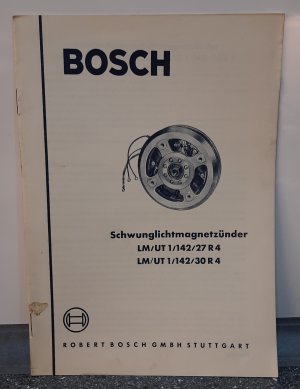 BOSCH
Schwunglichtmagnetzünder
LM/UT 1/142/27 R 4
LM/UT 1/142/30 R 4
ROBERT BOSCH GMBH STUTTGART